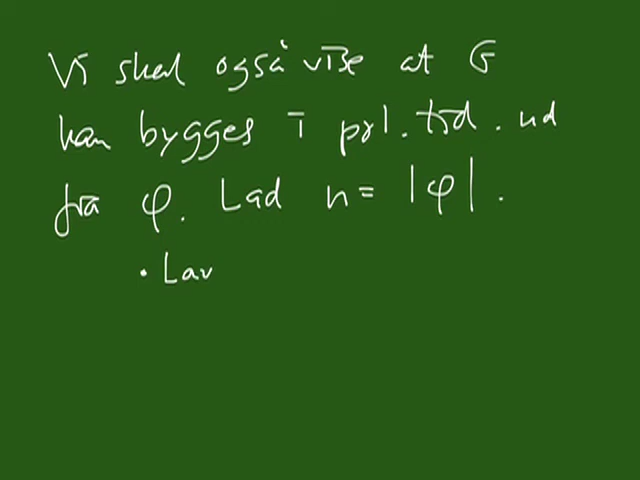 Vi skal også vise at G
kan bygges i pol. tid. ud
fra φ. Lad n = |φ|.
• Lav